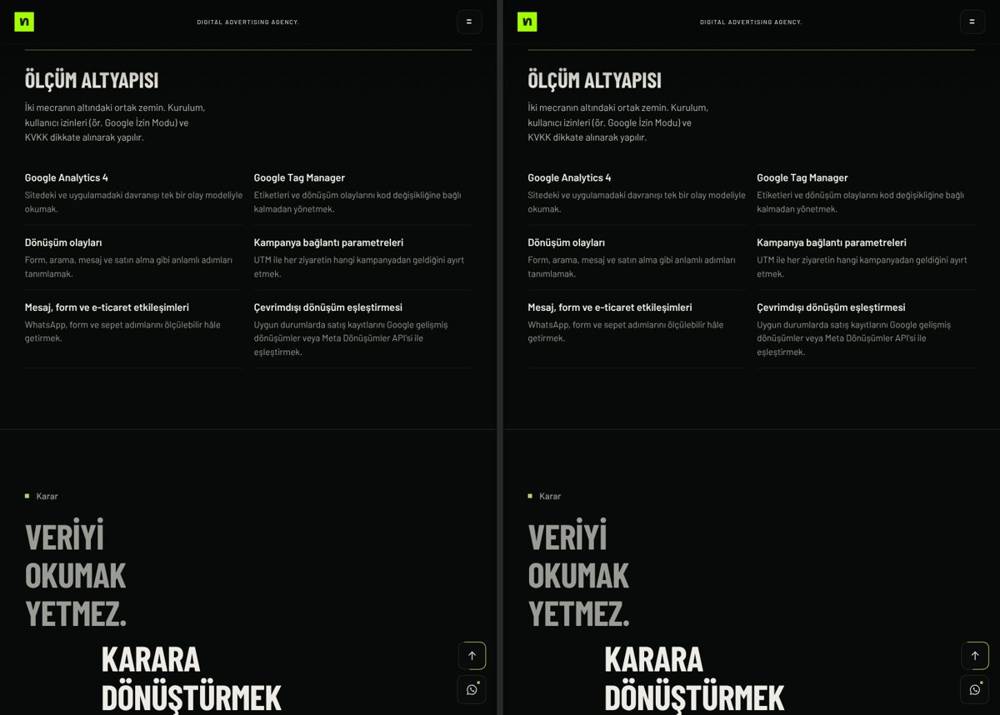 DIGITAL ADVERTISING AGENCY.
ÖLÇÜM ALTYAPISI
İki mecranın altındaki ortak zemin. Kurulum,
kullanıcı izinleri (ör. Google İzin Modu) ve
KVKK dikkate alınarak yapılır.
Google Analytics 4
Sitedeki ve uygulamadaki davranışı tek bir olay modeliyle
okumak.
Google Tag Manager
Etiketleri ve dönüşüm olaylarını kod değişikliğine bağlı
kalmadan yönetmek.
Dönüşüm olayları
Form, arama, mesaj ve satın alma gibi anlamlı adımları
tanımlamak.
Kampanya bağlantı parametreleri
UTM ile her ziyaretin hangi kampanyadan geldiğini ayırt
etmek.
Mesaj, form ve e-ticaret etkileşimleri
WhatsApp, form ve sepet adımlarını ölçülebilir hâle
getirmek.
Çevrimdışı dönüşüm eşleştirmesi
Uygun durumlarda satış kayıtlarını Google gelişmiş
dönüşümler veya Meta Dönüşümler API'si ile
eşleştirmek.
Karar
VERİYİ
OKUMAK
YETMEZ.
KARARA
DÖNÜŞTÜRMEK
DIGITAL ADVERTISING AGENCY.
ÖLÇÜM ALTYAPISI
İki mecranın altındaki ortak zemin. Kurulum,
kullanıcı izinleri (ör. Google İzin Modu) ve
KVKK dikkate alınarak yapılır.
Google Analytics 4
Sitedeki ve uygulamadaki davranışı tek bir olay modeliyle
okumak.
Google Tag Manager
Etiketleri ve dönüşüm olaylarını kod değişikliğine bağlı
kalmadan yönetmek.
Dönüşüm olayları
Form, arama, mesaj ve satın alma gibi anlamlı adımları
tanımlamak.
Kampanya bağlantı parametreleri
UTM ile her ziyaretin hangi kampanyadan geldiğini ayırt
etmek.
Mesaj, form ve e-ticaret etkileşimleri
WhatsApp, form ve sepet adımlarını ölçülebilir hâle
getirmek.
Çevrimdışı dönüşüm eşleştirmesi
Uygun durumlarda satış kayıtlarını Google gelişmiş
dönüşümler veya Meta Dönüşümler API'si ile
eşleştirmek.
Karar
VERİYİ
OKUMAK
YETMEZ.
KARARA
DÖNÜŞTÜRMEK